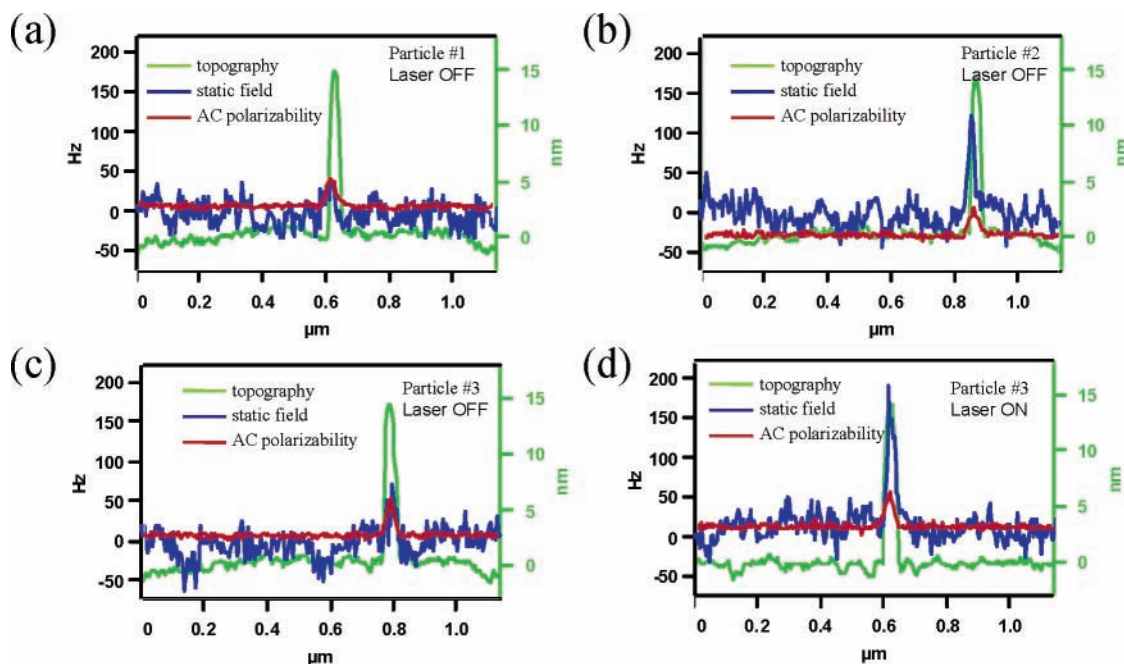 (a)
200
150
100
50
0
-50
Hz
topography
static field
AC polarizability
Particle #1
Laser OFF
15
10
5
0
nm
0 0.2 0.4 0.6 0.8 1.0
µm
(b)
200
150
100
50
0
-50
Hz
topography
static field
AC polarizability
Particle #2
Laser OFF
15
10
5
0
nm
0 0.2 0.4 0.6 0.8 1.0
µm
(c)
200
150
100
50
0
-50
Hz
topography
static field
AC polarizability
Particle #3
Laser OFF
15
10
5
0
nm
0 0.2 0.4 0.6 0.8 1.0
µm
(d)
200
150
100
50
0
-50
Hz
topography
static field
AC polarizability
Particle #3
Laser ON
15
10
5
0
nm
0 0.2 0.4 0.6 0.8 1.0
µm